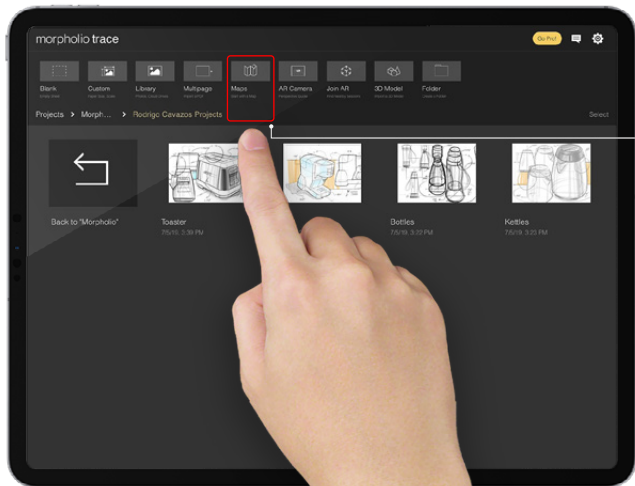 morpholio trace
Go Pro!
Blank
Custom
Library
Multipage
Maps
AR Camera
Join AR
3D Model
Folder
Projects > Morph... > Rodrigo Cavazos Projects
Select
Back to "Morpholio"
Toaster
Bottles
Kettles
7/5/19, 3:39 PM
7/5/19, 3:32 PM
7/5/19, 3:23 PM